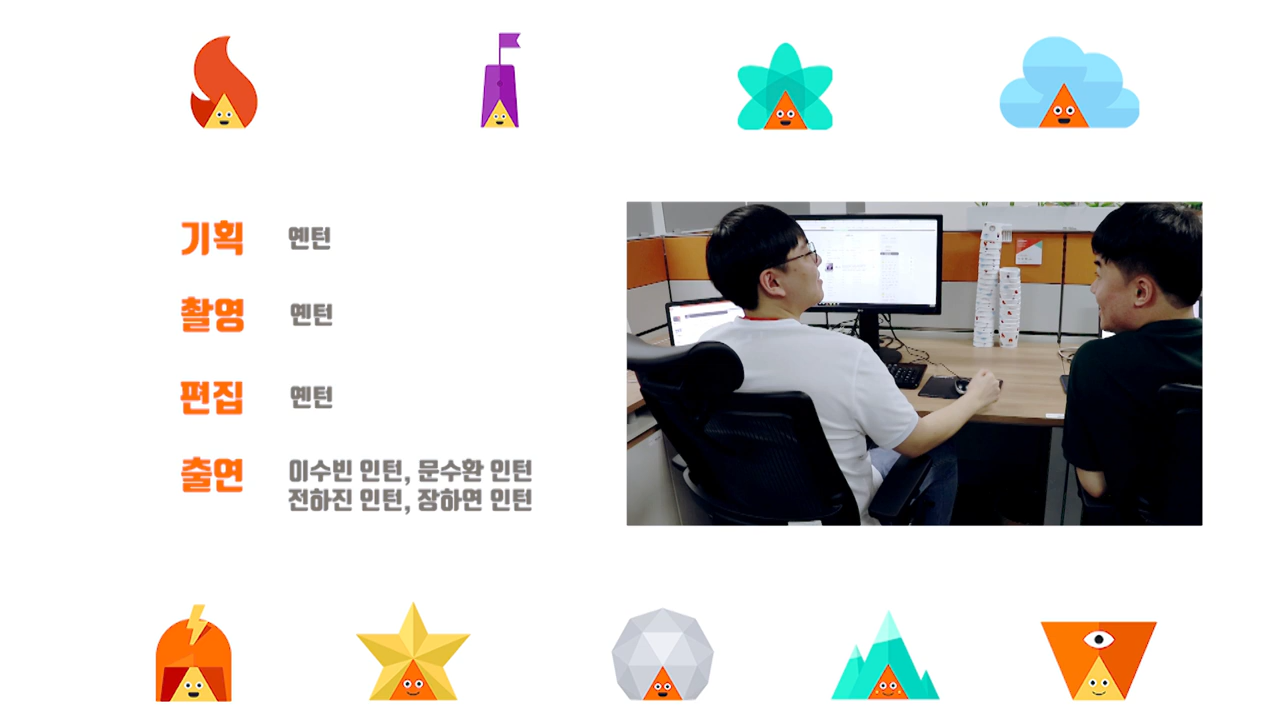 기획 옌턴
촬영 옌턴
편집 옌턴
출연 이수빈 인턴, 문수환 인턴
전하진 인턴, 장하연 인턴